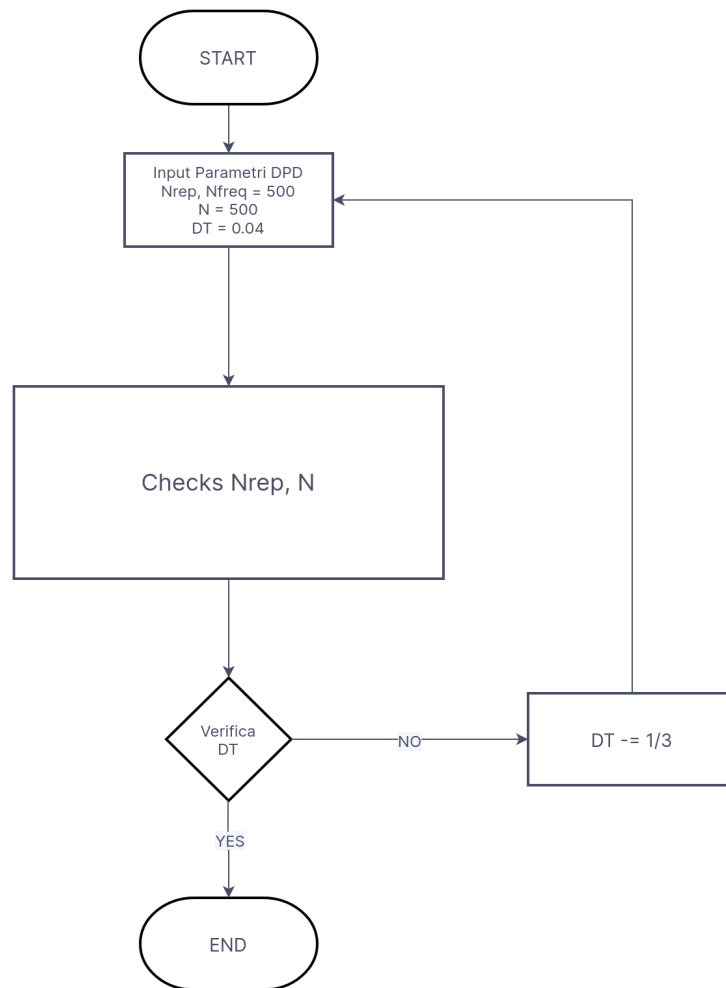 START
Input Parametri DPD
Nrep, Nfreq = 500
N = 500
DT = 0.04
Checks Nrep, N
Verifica
DT
NO
DT -= 1/3
YES
END